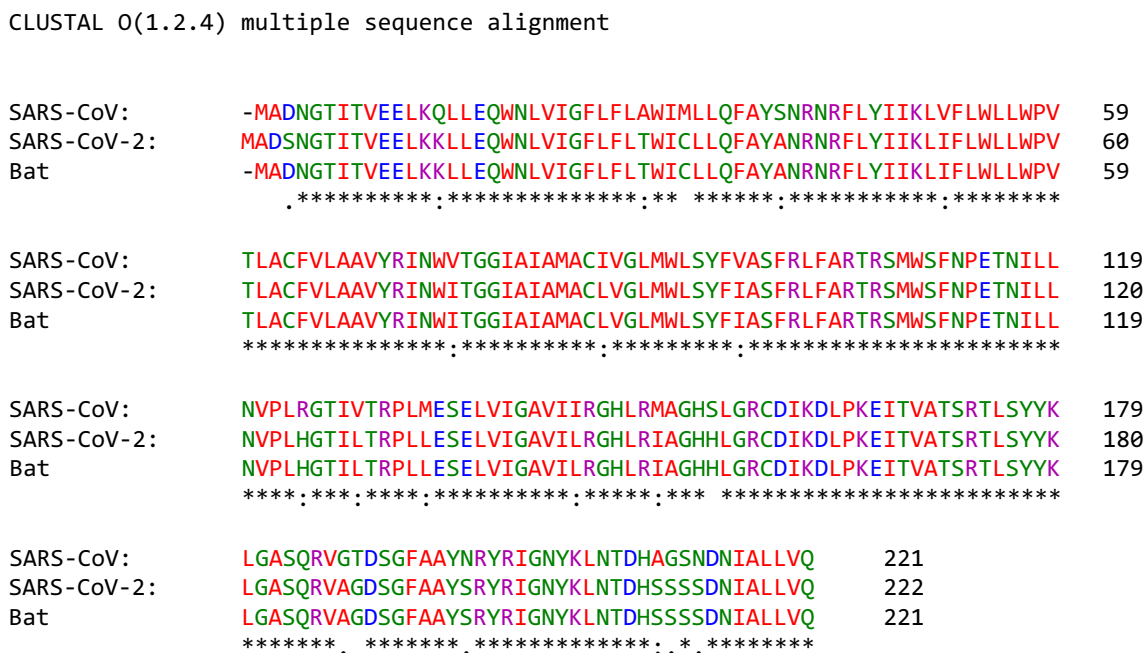 CLUSTAL O(1.2.4) multiple sequence alignment
SARS-CoV: -MADNGTITVEELKQLLEQWNLVIGFLFLAWIMLLQFAYSNRNRFLYIIKLVFLWLLWPV 59
SARS-CoV-2: MADSNGTITVEELKKLLEQWNLVIGFLFLTWICLLQFAYANRNRFLYIIKLIFLWLLWPV 60
Bat -MADNGTITVEELKKLLEQWNLVIGFLFLTWICLLQFAYANRNRFLYIIKLIFLWLLWPV 59
.**********:***************:** ******:***********:********
SARS-CoV: TLACFVLAAVYRINWVTGGIAIAMACIVGLMWLSYFVASFRLFARTRSMWSFNPETNILL 119
SARS-CoV-2: TLACFVLAAVYRINWITGGIAIAMACLVGLMWLSYFIASFRLFARTRSMWSFNPETNILL 120
Bat TLACFVLAAVYRINWITGGIAIAMACLVGLMWLSYFIASFRLFARTRSMWSFNPETNILL 119
***************:**********:*********:***********************
SARS-CoV: NVPLRGTIVTRPLMESELVIGAVIIRGHLRMAGHSLGRCDIKDLPKEITVATSRTLSYYK 179
SARS-CoV-2: NVPLHGTILTRPLLESELVIGAVILRGHLRIAGHHLGRCDIKDLPKEITVATSRTLSYYK 180
Bat NVPLHGTILTRPLLESELVIGAVILRGHLRIAGHHLGRCDIKDLPKEITVATSRTLSYYK 179
****:***:****:**********:*****:*** *************************
SARS-CoV: LGASQRVGTDSGFAAYNRYRIGNYKLNTDHAGSNDNIALLVQ 221
SARS-CoV-2: LGASQRVAGDSGFAAYSRYRIGNYKLNTDHSSSSDNIALLVQ 222
Bat LGASQRVAGDSGFAAYSRYRIGNYKLNTDHSSSSDNIALLVQ 221
*******. *******.*************:.*.********